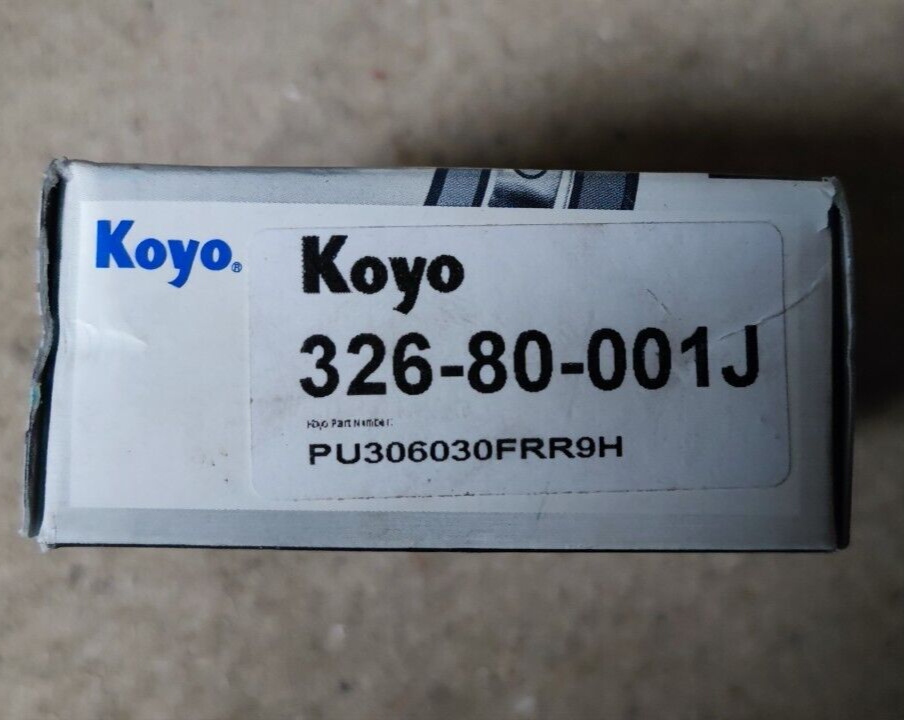 Koyo®
Koyo
326-80-001J
Koyo Part Number:
PU306030FRR9H